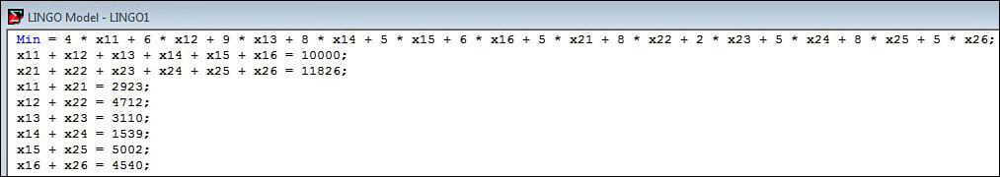 LINGO Model - LINGO1
Min = 4 * x11 + 6 * x12 + 9 * x13 + 8 * x14 + 5 * x15 + 6 * x16 + 5 * x21 + 8 * x22 + 2 * x23 + 5 * x24 + 8 * x25 + 5 * x26;
x11 + x12 + x13 + x14 + x15 + x16 = 10000;
x21 + x22 + x23 + x24 + x25 + x26 = 11826;
x11 + x21 = 2923;
x12 + x22 = 4712;
x13 + x23 = 3110;
x14 + x24 = 1539;
x15 + x25 = 5002;
x16 + x26 = 4540;